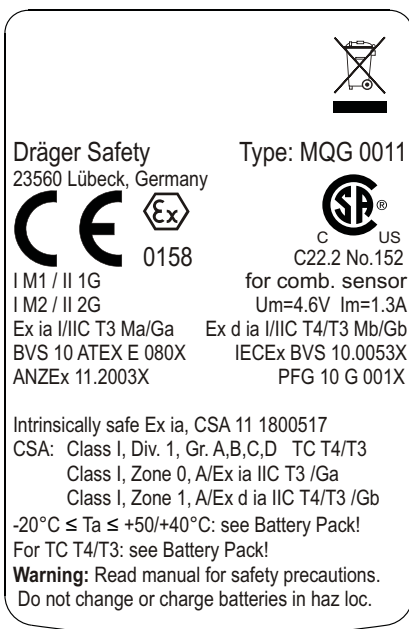 Dräger Safety Type: MQG 0011
23560 Lübeck, Germany
CE Ex 0158
SA ®
C US
C22.2 No.152
I M1 / II 1G for comb. sensor
I M2 / II 2G Um=4.6V Im=1.3A
Ex ia I/IIC T3 Ma/Ga Ex d ia I/IIC T4/T3 Mb/Gb
BVS 10 ATEX E 080X IECEx BVS 10.0053X
ANZEx 11.2003X PFG 10 G 001X
Intrinsically safe Ex ia, CSA 11 1800517
CSA: Class I, Div. 1, Gr. A,B,C,D TC T4/T3
Class I, Zone 0, A/Ex ia IIC T3 /Ga
Class I, Zone 1, A/Ex d ia IIC T4/T3 /Gb
-20°C ≤ Ta ≤ +50/+40°C: see Battery Pack!
For TC T4/T3: see Battery Pack!
Warning: Read manual for safety precautions.
Do not change or charge batteries in haz loc.